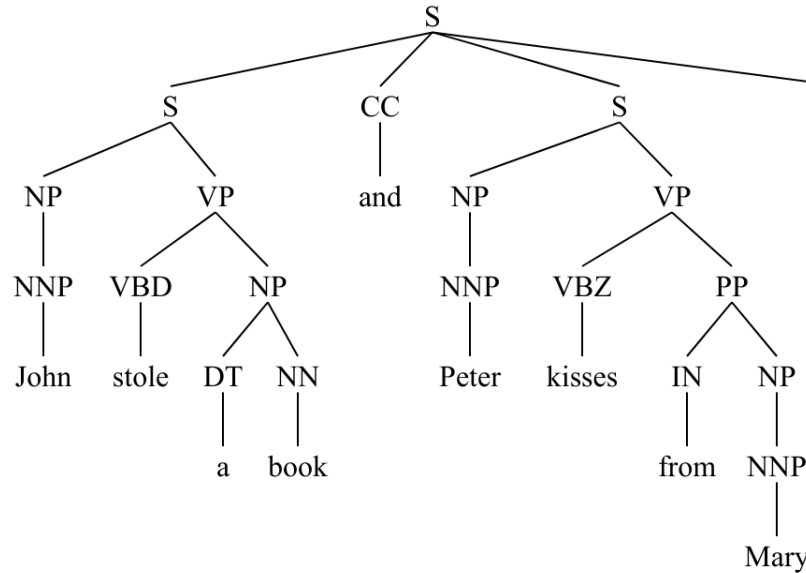 S
S CC S
NP VP and NP VP
NNP VBD NP NNP VBZ PP
John stole DT NN Peter kisses IN NP
a book from NNP
Mary